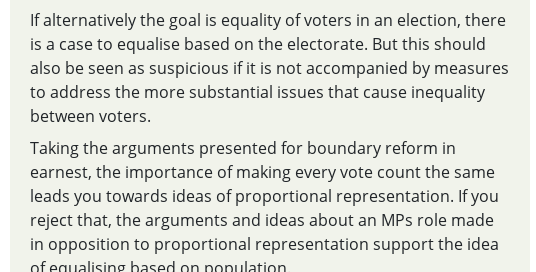 If alternatively the goal is equality of voters in an election, there
is a case to equalise based on the electorate. But this should
also be seen as suspicious if it is not accompanied by measures
to address the more substantial issues that cause inequality
between voters.
Taking the arguments presented for boundary reform in
earnest, the importance of making every vote count the same
leads you towards ideas of proportional representation. If you
reject that, the arguments and ideas about an MPs role made
in opposition to proportional representation support the idea
of equalising based on population.